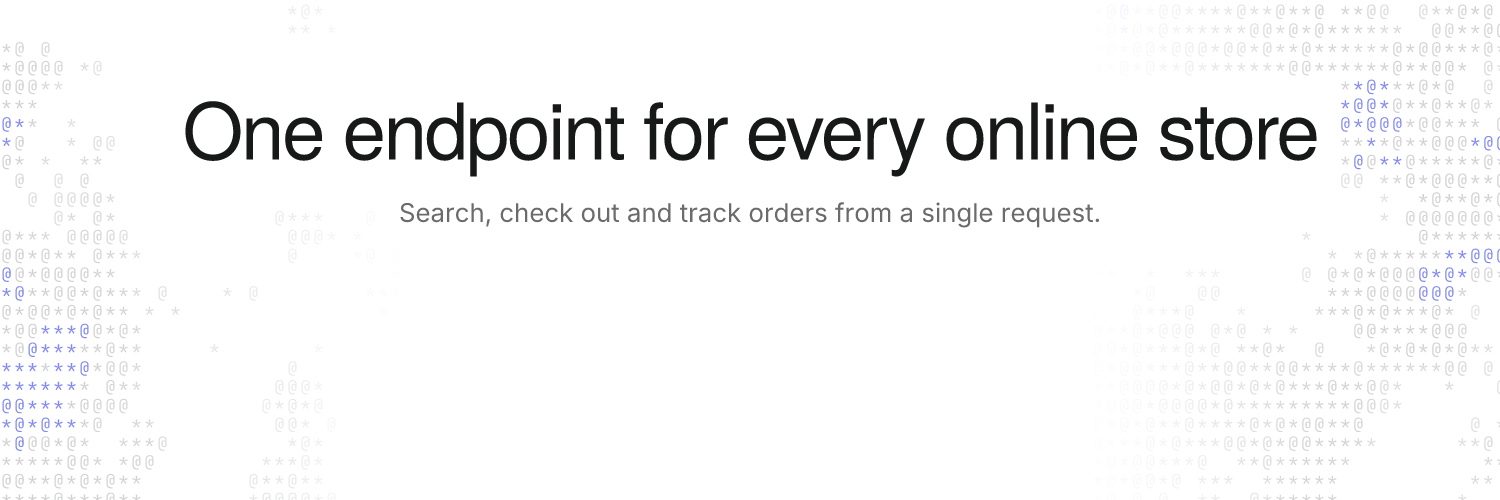 One endpoint for every online store
Search, check out and track orders from a single request.